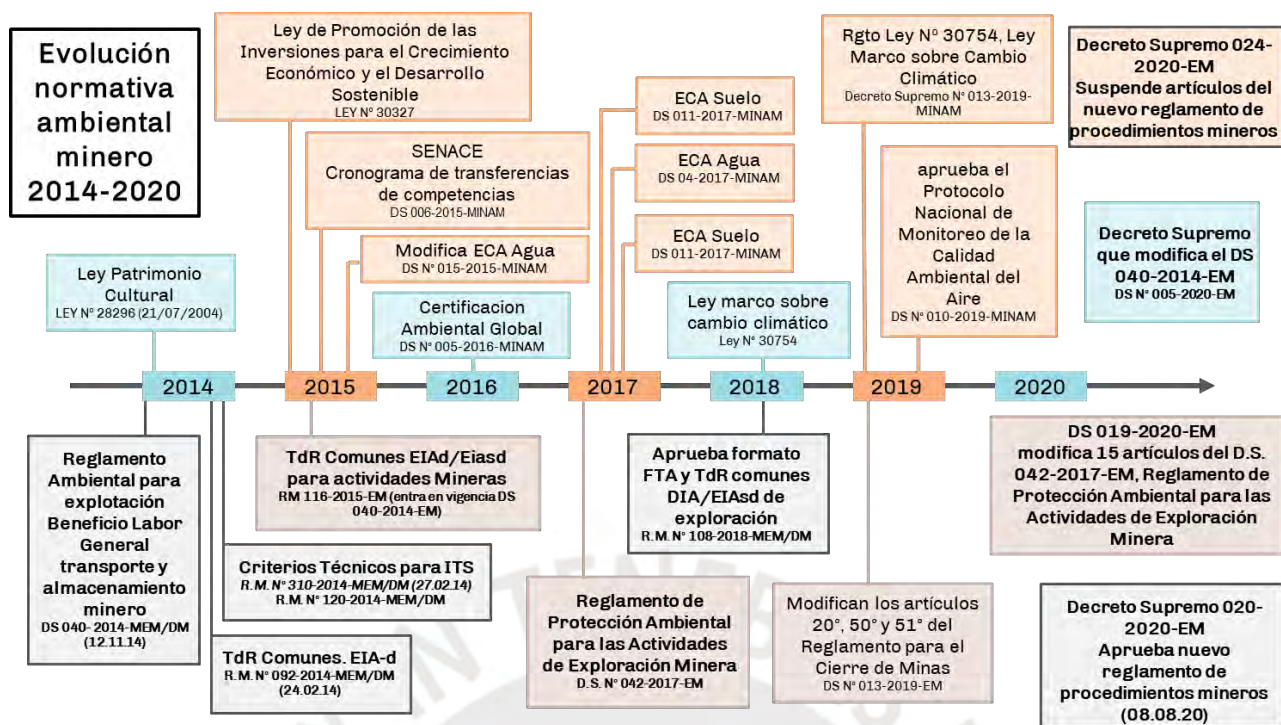 Evolución
normativa
ambiental
minero
2014-2020
Ley de Promoción de las
Inversiones para el Crecimiento
Económico y el Desarrollo
Sostenible
LEY N° 30327
SENACE
Cronograma de transferencias
de competencias
DS 006-2015-MINAM
Modifica ECA Agua
DS N° 015-2015-MINAM
ECA Suelo
DS 011-2017-MINAM
ECA Agua
DS 04-2017-MINAM
ECA Suelo
DS 011-2017-MINAM
Rgto Ley N° 30754, Ley
Marco sobre Cambio
Climático
Decreto Supremo N° 013-2019-
MINAM
aprueba el
Protocolo
Nacional de
Monitoreo de la
Calidad
Ambiental del
Aire
DS N° 010-2019-MINAM
Decreto Supremo 024-
2020-EM
Suspende artículos del
nuevo reglamento de
procedimientos mineros
Decreto Supremo
que modifica el DS
040-2014-EM
DS N° 005-2020-EM
Ley Patrimonio
Cultural
LEY N° 28296 (21/07/2004)
Certificacion
Ambiental Global
DS N° 005-2016-MINAM
Ley marco sobre
cambio climático
Ley N° 30754
2014
2015
2016
2017
2018
2019
2020
Reglamento
Ambiental para
explotación
Beneficio Labor
General
transporte y
almacenamiento
minero
DS 040- 2014-MEM/DM
(12.11.14)
TdR Comunes EIAd/Eiasd
para actividades Mineras
RM 116-2015-EM (entra en vigencia DS
040-2014-EM)
Criterios Técnicos para ITS
R.M. N° 310-2014-MEM/DM (27.02.14)
R.M. N° 120-2014-MEM/DM
TdR Comunes. EIA-d
R.M. N° 092-2014-MEM/DM
(24.02.14)
Reglamento de
Protección Ambiental
para las Actividades
de Exploración Minera
D.S. N° 042-2017-EM
Aprueba formato
FTA y TdR comunes
DIA/EIAsd de
exploración
R.M. N° 108-2018-MEM/DM
Modifican los artículos
20°, 50° y 51° del
Reglamento para el
Cierre de Minas
DS N° 013-2019-EM
DS 019-2020-EM
modifica 15 artículos del D.S.
042-2017-EM, Reglamento de
Protección Ambiental para las
Actividades de Exploración
Minera
Decreto Supremo 020-
2020-EM
Aprueba nuevo
reglamento de
procedimientos mineros
(08.08.20)